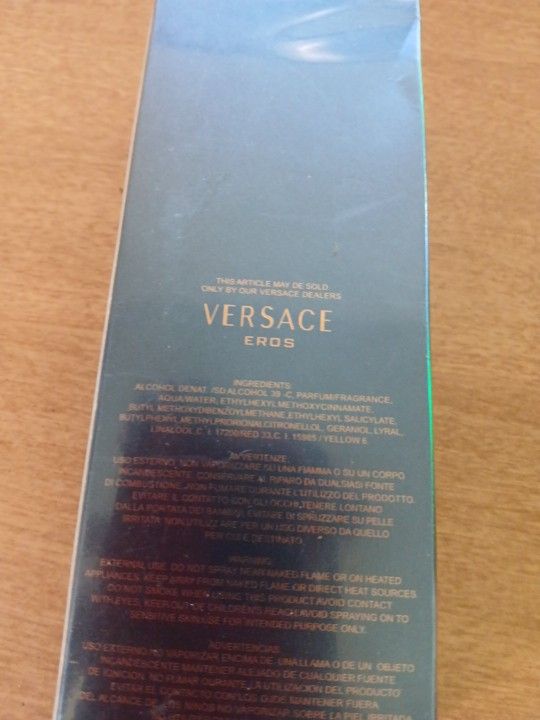 THIS ARTICLE MAY DE SOLD
ONLY BY OUR VERSACE DEALERS
VERSACE
EROS
INGREDIENTS:
ALCOHOL DENAT. /SD ALCOHOL 39 -C, PARFUM/FRAGRANCE,
AQUA/WATER, ETHYLHEXYL METHOXYCINNAMATE,
BUTYL METHOXYDIBENZOYLMETHANE,ETHYLHEXYL SALICYLATE,
BUTYLPHEXYL METHYLPRORIONALCITRONELLOL, GERANIOL, LYRAL,
LINALOOL,C. I. 17200/RED 33,C. I. 15985 / YELLOW 6.
AVVERTENZE:
USO ESTERNO, NON VAPORIZZARE SU UNA FIAMMA O SU UN CORPO
INCANDESCENTE. CONSERVARE AL RIPARO DA QUALSIASI FONTE
DI COMBUSTIONE, NON FUMARE DURANTE L'UTILIZZO DEL PRODOTTO.
EVITARE IL CONTATTO CON GLI OCCHI, TENERE LONTANO
DALLA PORTATA DEI BAMBINI, EVITARE DI SPRUZZARE SU PELLE
IRRITATA. NON UTILIZZARE PER UN USO DIVERSO DA QUELLO
PER CUI E DESTINATO.
WARNING:
EXTERNAL USE. DO NOT SPRAY NEAR NAKED FLAME OR ON HEATED
APPLIANCES, KEEP AWAY FROM NAKED FLAME OR DIRECT HEAT SOURCES
DO NOT SMOKE WHEN USING THIS PRODUCT AVOID CONTACT
WITH EYES, KEEP OUT OF CHILDREN'S REACH, AVOID SPRAYING ON TO
SENSITIVE SKIN. USE FOR INTENDED PURPOSE ONLY.
ADVERTENCIAS
USO EXTERNO NO VAPORIZAR ENCIMA DE UNA LLAMA O DE UN OBJETO
INCANDESCENTE MANTENER ALEJADO DE CUALQUIER FUENTE
DE IGNICION, NO FUMAR DURANTE LA UTILIZACION DEL PRODUCTO
EVITAR EL CONTACTO CON LOS OJOS MANTENER FUERA
DEL ALCANCE DE LOS NINOS NO VAPORIZAR SOBRE LA PIEL IRRITADA